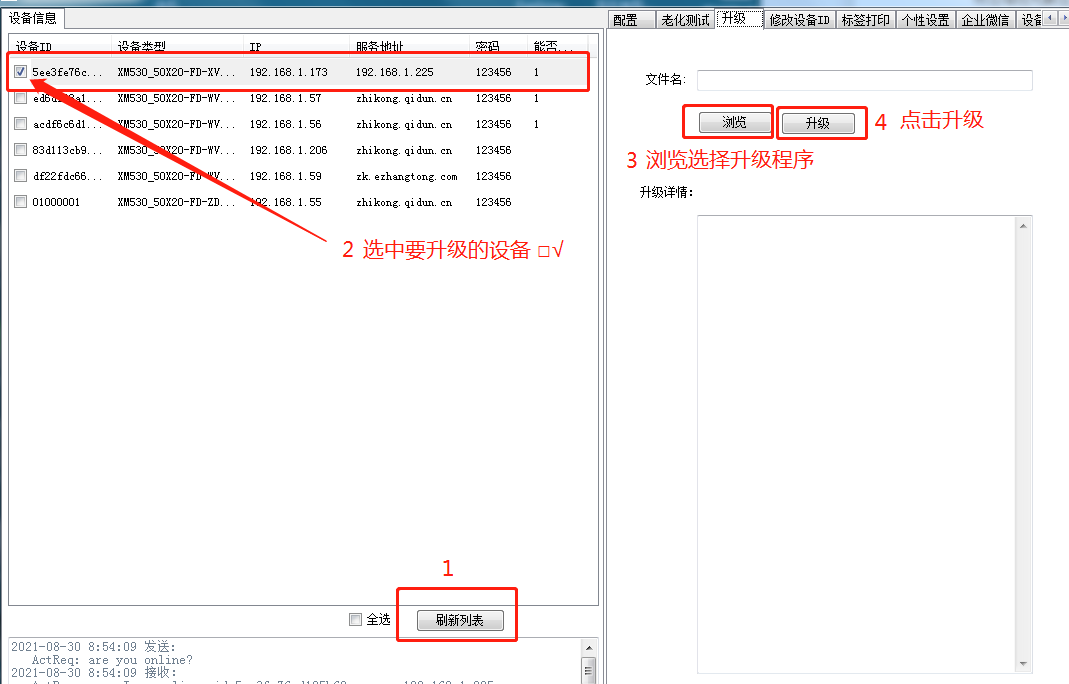 设备信息
配置 老化测试 升级 修改设备ID 标签打印 个性设置 企业微信
设备ID 设备类型 IP 服务地址 密码 能否...
5ee3fe76c... XM530_50X20-FD-XV... 192.168.1.173 192.168.1.225 123456 1
XM530_50X20-FD-WV... 192.168.1.57 zhikong.qidun.cn 123456 1
acdf6c6d1... XM530_50X20-FD-WV... 192.168.1.56 zhikong.qidun.cn 123456 1
83d113cb9... 192.168.1.206 zhikong.qidun.cn 123456
df22fdc66... 192.168.1.59 zk.ezhangtong.com 123456
01000001 XM530_50X20-FD-ZD... 192.168.1.55 zhikong.qidun.cn 123456
2 选中要升级的设备 □√
文件名:
浏览 升级 4 点击升级
3 浏览选择升级程序
升级详情:
1
全选 刷新列表
2021-08-30 8:54:09 发送:
ActReq: are you online?
2021-08-30 8:54:09 接收: